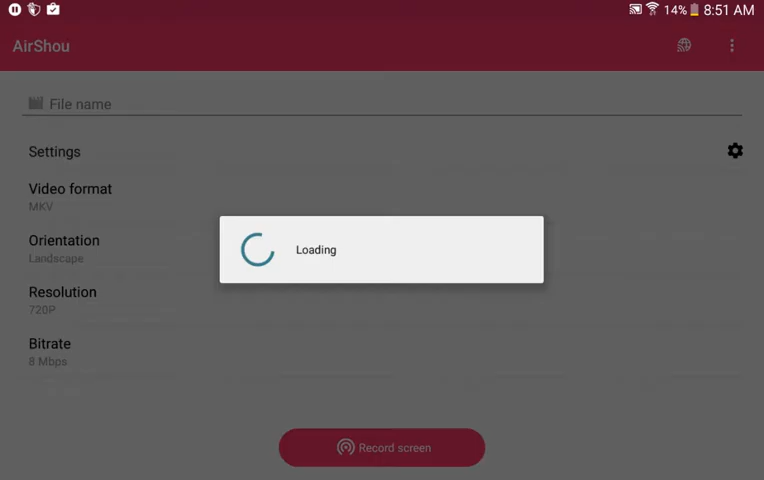 14% 8:51 AM
AirShou
File name
Settings
Video format
MKV
Orientation
Landscape
Loading
Resolution
720P
Bitrate
8 Mbps
Record screen